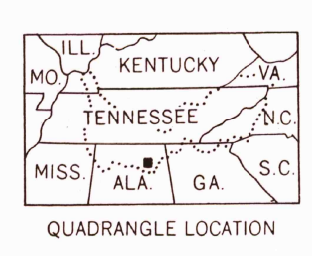 ILL.
KENTUCKY
MO.
VA.
TENNESSEE
N.C.
MISS.
ALA.
GA.
S.C.
QUADRANGLE LOCATION